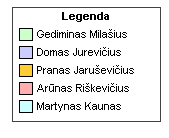 Legenda
Gediminas Milašius
Domas Jurevičius
Pranas Jaruševičius
Arūnas Riškevičius
Martynas Kaunas